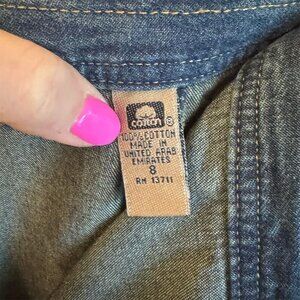 cotton ®
100% COTTON
MADE IN
UNITED ARAB
EMIRATES
8
RN 13711